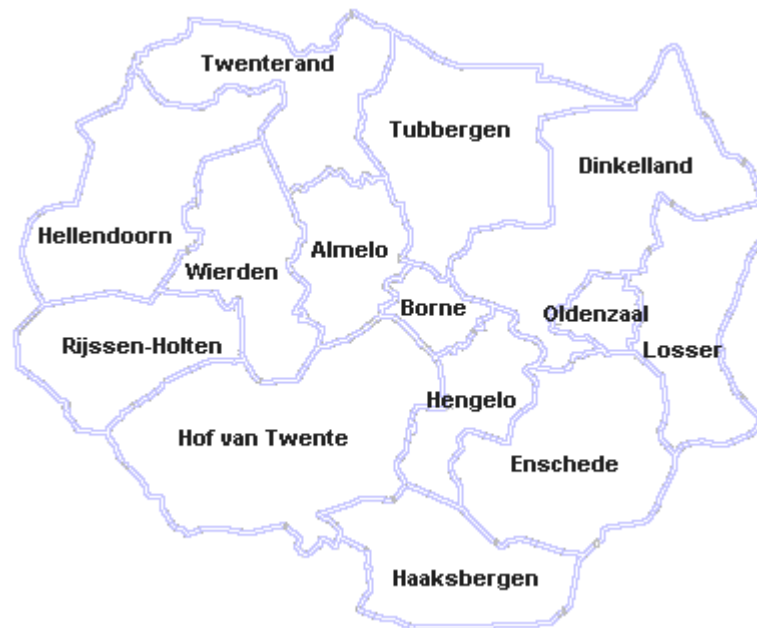 Twenterand
Tubbergen
Dinkelland
Hellendoorn
Almelo
Wierden
Borne
Oldenzaal
Rijssen-Holten
Losser
Hengelo
Hof van Twente
Enschede
Haaksbergen